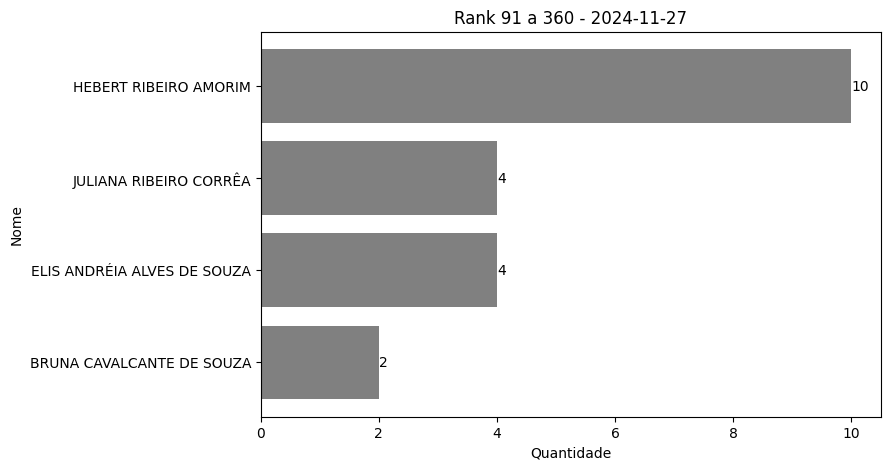 Rank 91 a 360 - 2024-11-27
HEBERT RIBEIRO AMORIM
10
JULIANA RIBEIRO CORRÊA
4
ELIS ANDRÉIA ALVES DE SOUZA
4
BRUNA CAVALCANTE DE SOUZA
2
Nome
0 2 4 6 8 10
Quantidade